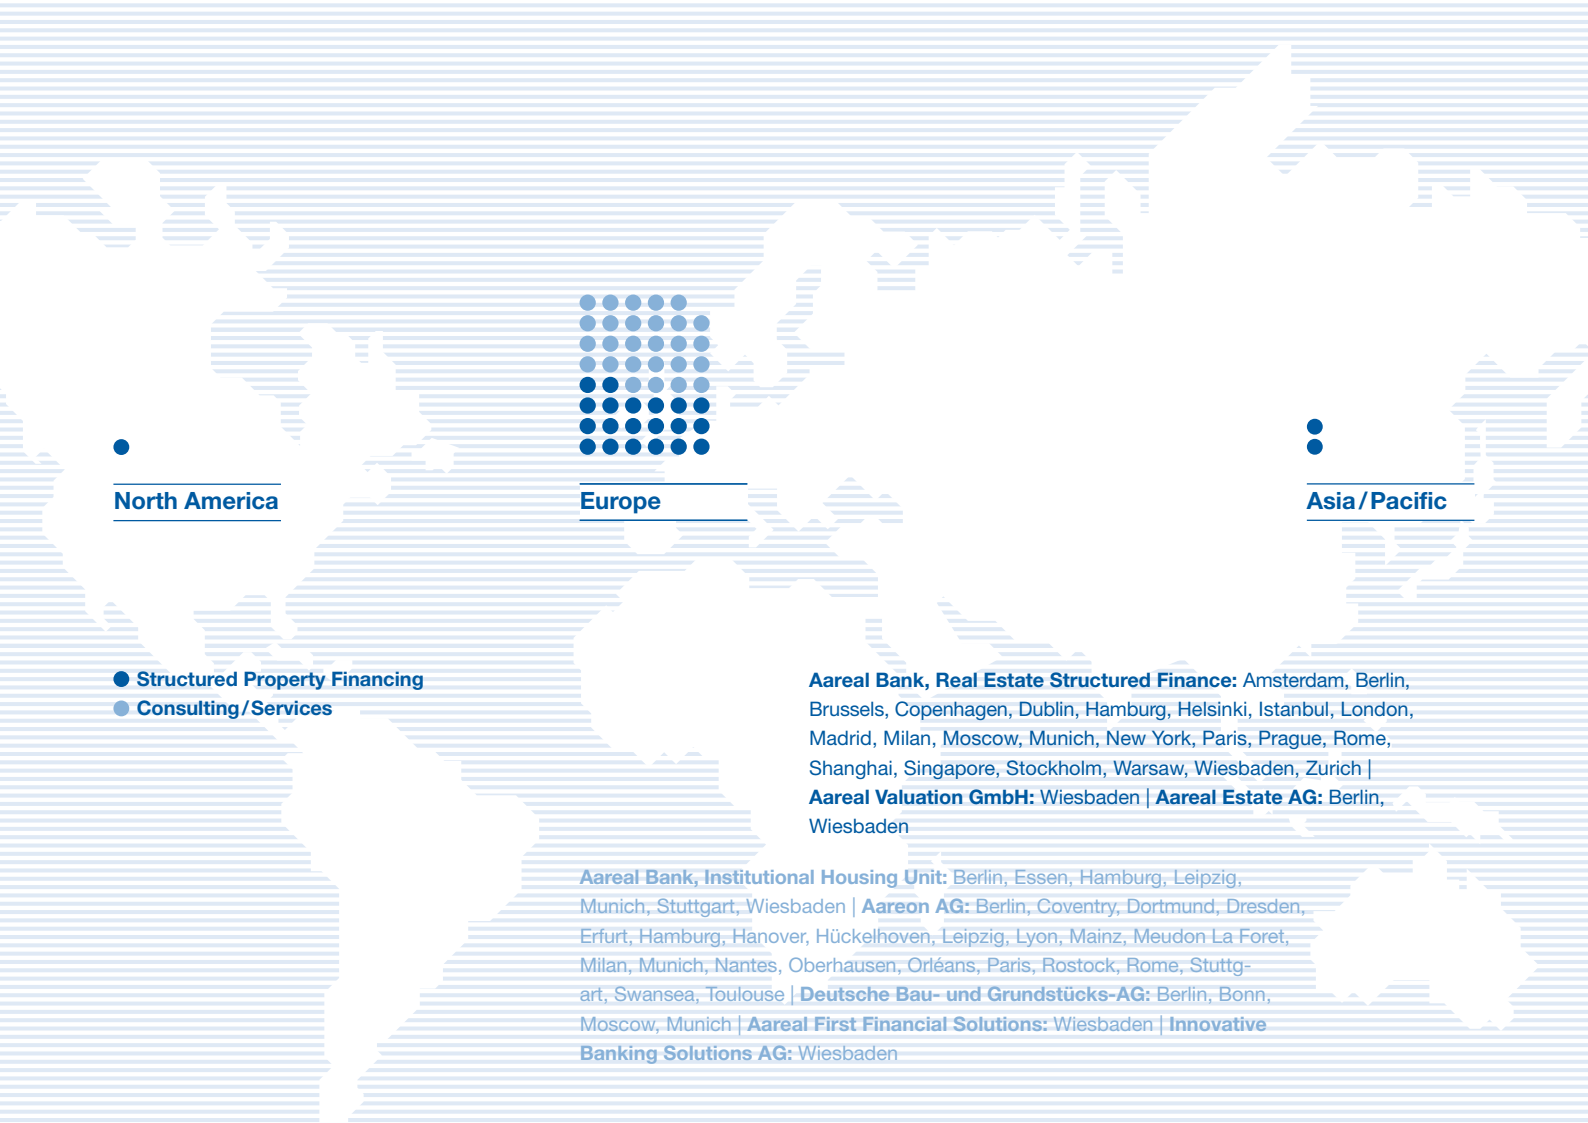 North America
Europe
Asia/Pacific
Structured Property Financing
Consulting/Services
Aareal Bank, Real Estate Structured Finance: Amsterdam, Berlin,
Brussels, Copenhagen, Dublin, Hamburg, Helsinki, Istanbul, London,
Madrid, Milan, Moscow, Munich, New York, Paris, Prague, Rome,
Shanghai, Singapore, Stockholm, Warsaw, Wiesbaden, Zurich |
Aareal Valuation GmbH: Wiesbaden | Aareal Estate AG: Berlin,
Wiesbaden
Aareal Bank, Institutional Housing Unit: Berlin, Essen, Hamburg, Leipzig,
Munich, Stuttgart, Wiesbaden | Aareon AG: Berlin, Coventry, Dortmund, Dresden,
Erfurt, Hamburg, Hanover, Hückelhoven, Leipzig, Lyon, Mainz, Meudon La Foret,
Milan, Munich, Nantes, Oberhausen, Orléans, Paris, Rostock, Rome, Stuttg-
art, Swansea, Toulouse | Deutsche Bau- und Grundstücks-AG: Berlin, Bonn,
Moscow, Munich | Aareal First Financial Solutions: Wiesbaden | Innovative
Banking Solutions AG: Wiesbaden